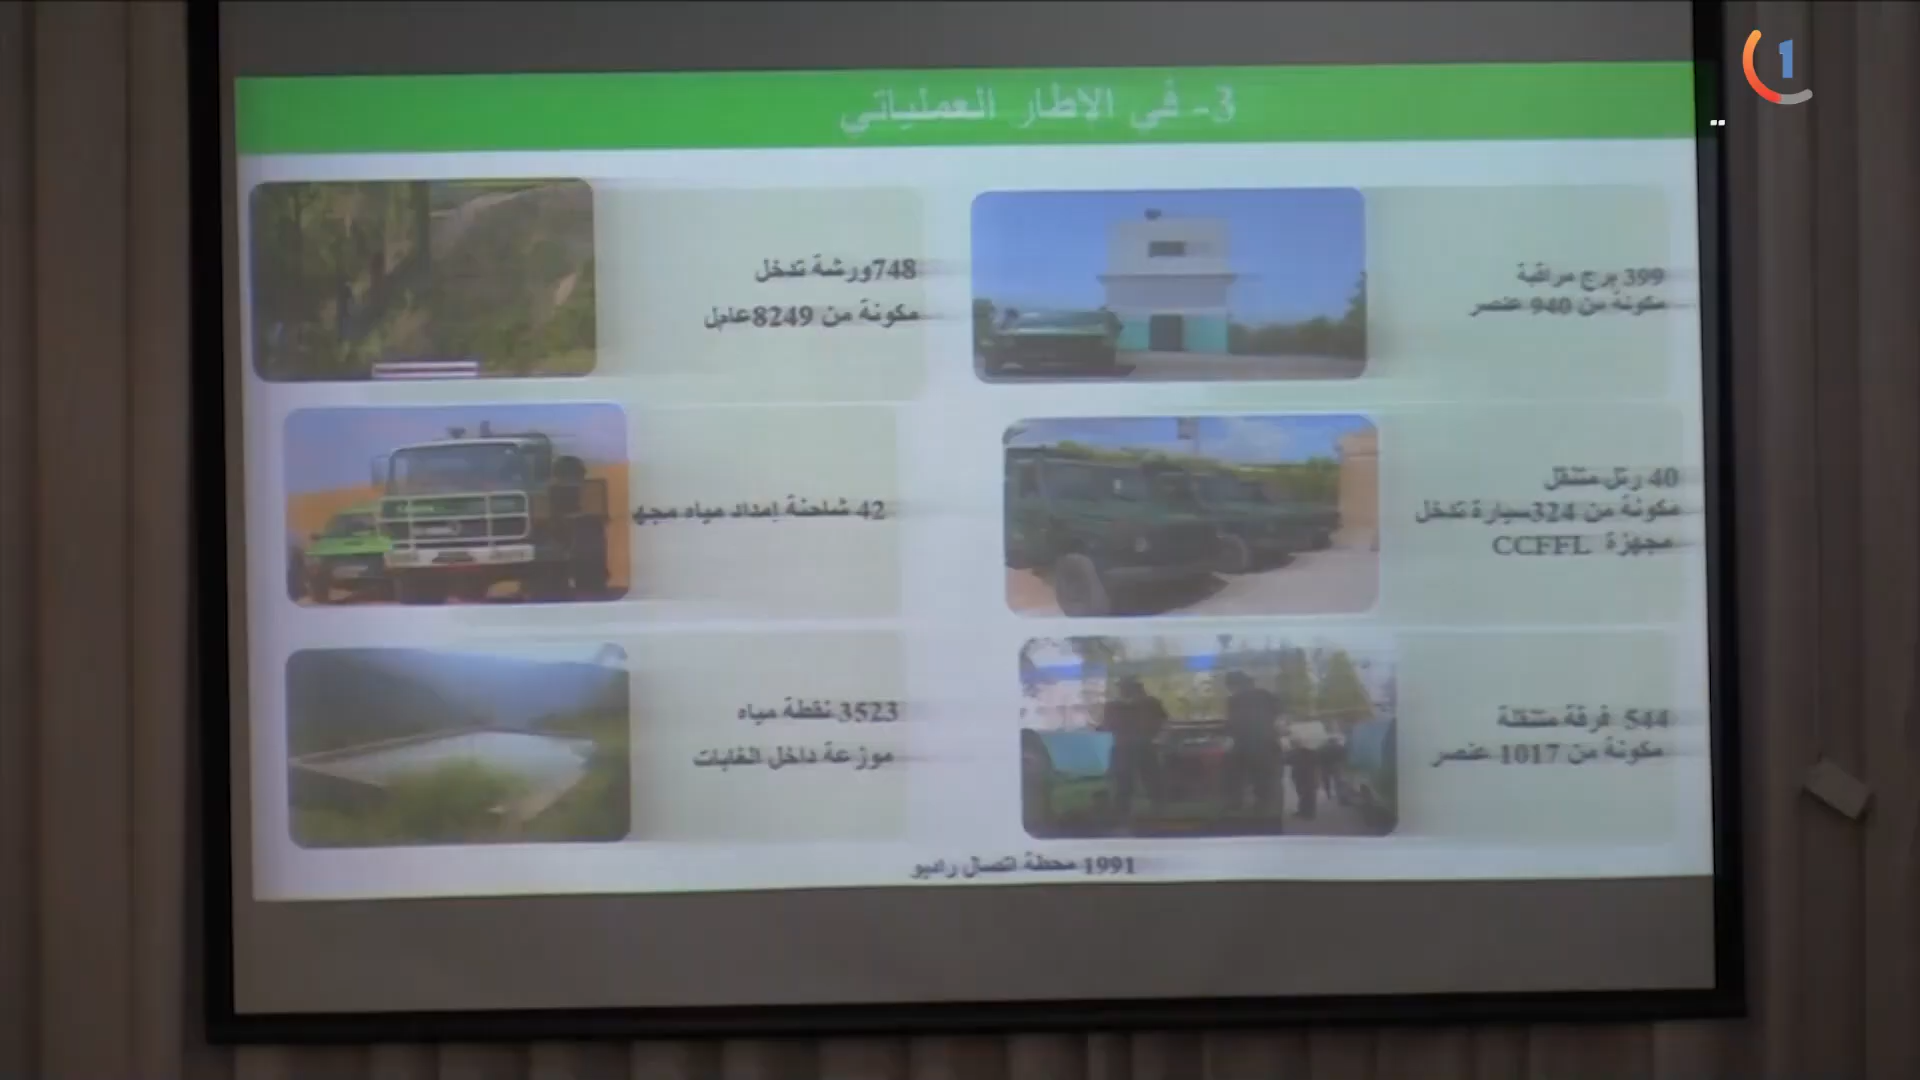 3- في الاطار العملياتي
399 برج مراقبة
مكونة من 940 عنصر
748ورشة تدخل
مكونة من 8249عامل
40 رتل متنقل
مكونة من 324سيارة تدخل
مجهزة CCFFL
42 شاحنة إمداد مياه مجه
544 فرقة متنقلة
مكونة من 1017 عنصر
3523 نقطة مياه
موزعة داخل الغابات
1991 محطة اتصال راديو
1